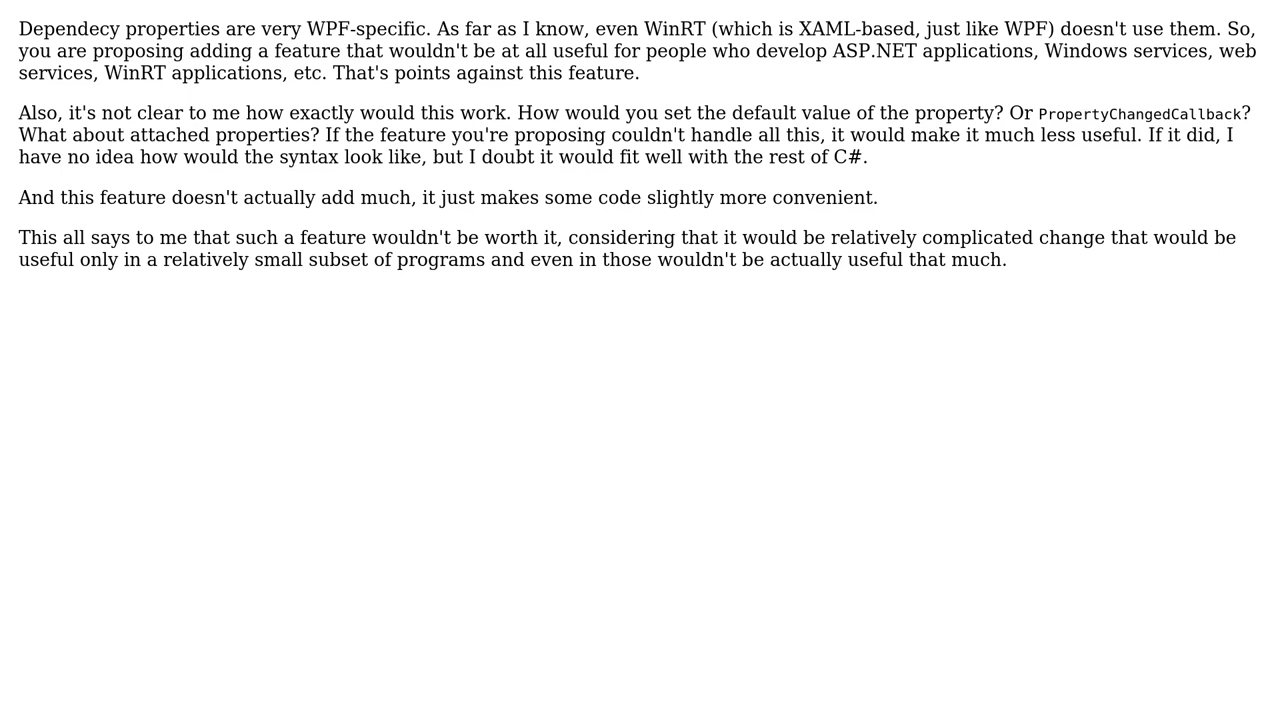 Dependecy properties are very WPF-specific. As far as I know, even WinRT (which is XAML-based, just like WPF) doesn't use them. So,
you are proposing adding a feature that wouldn't be at all useful for people who develop ASP.NET applications, Windows services, web
services, WinRT applications, etc. That's points against this feature.
Also, it's not clear to me how exactly would this work. How would you set the default value of the property? Or PropertyChangedCallback?
What about attached properties? If the feature you're proposing couldn't handle all this, it would make it much less useful. If it did, I
have no idea how would the syntax look like, but I doubt it would fit well with the rest of C#.
And this feature doesn't actually add much, it just makes some code slightly more convenient.
This all says to me that such a feature wouldn't be worth it, considering that it would be relatively complicated change that would be
useful only in a relatively small subset of programs and even in those wouldn't be actually useful that much.